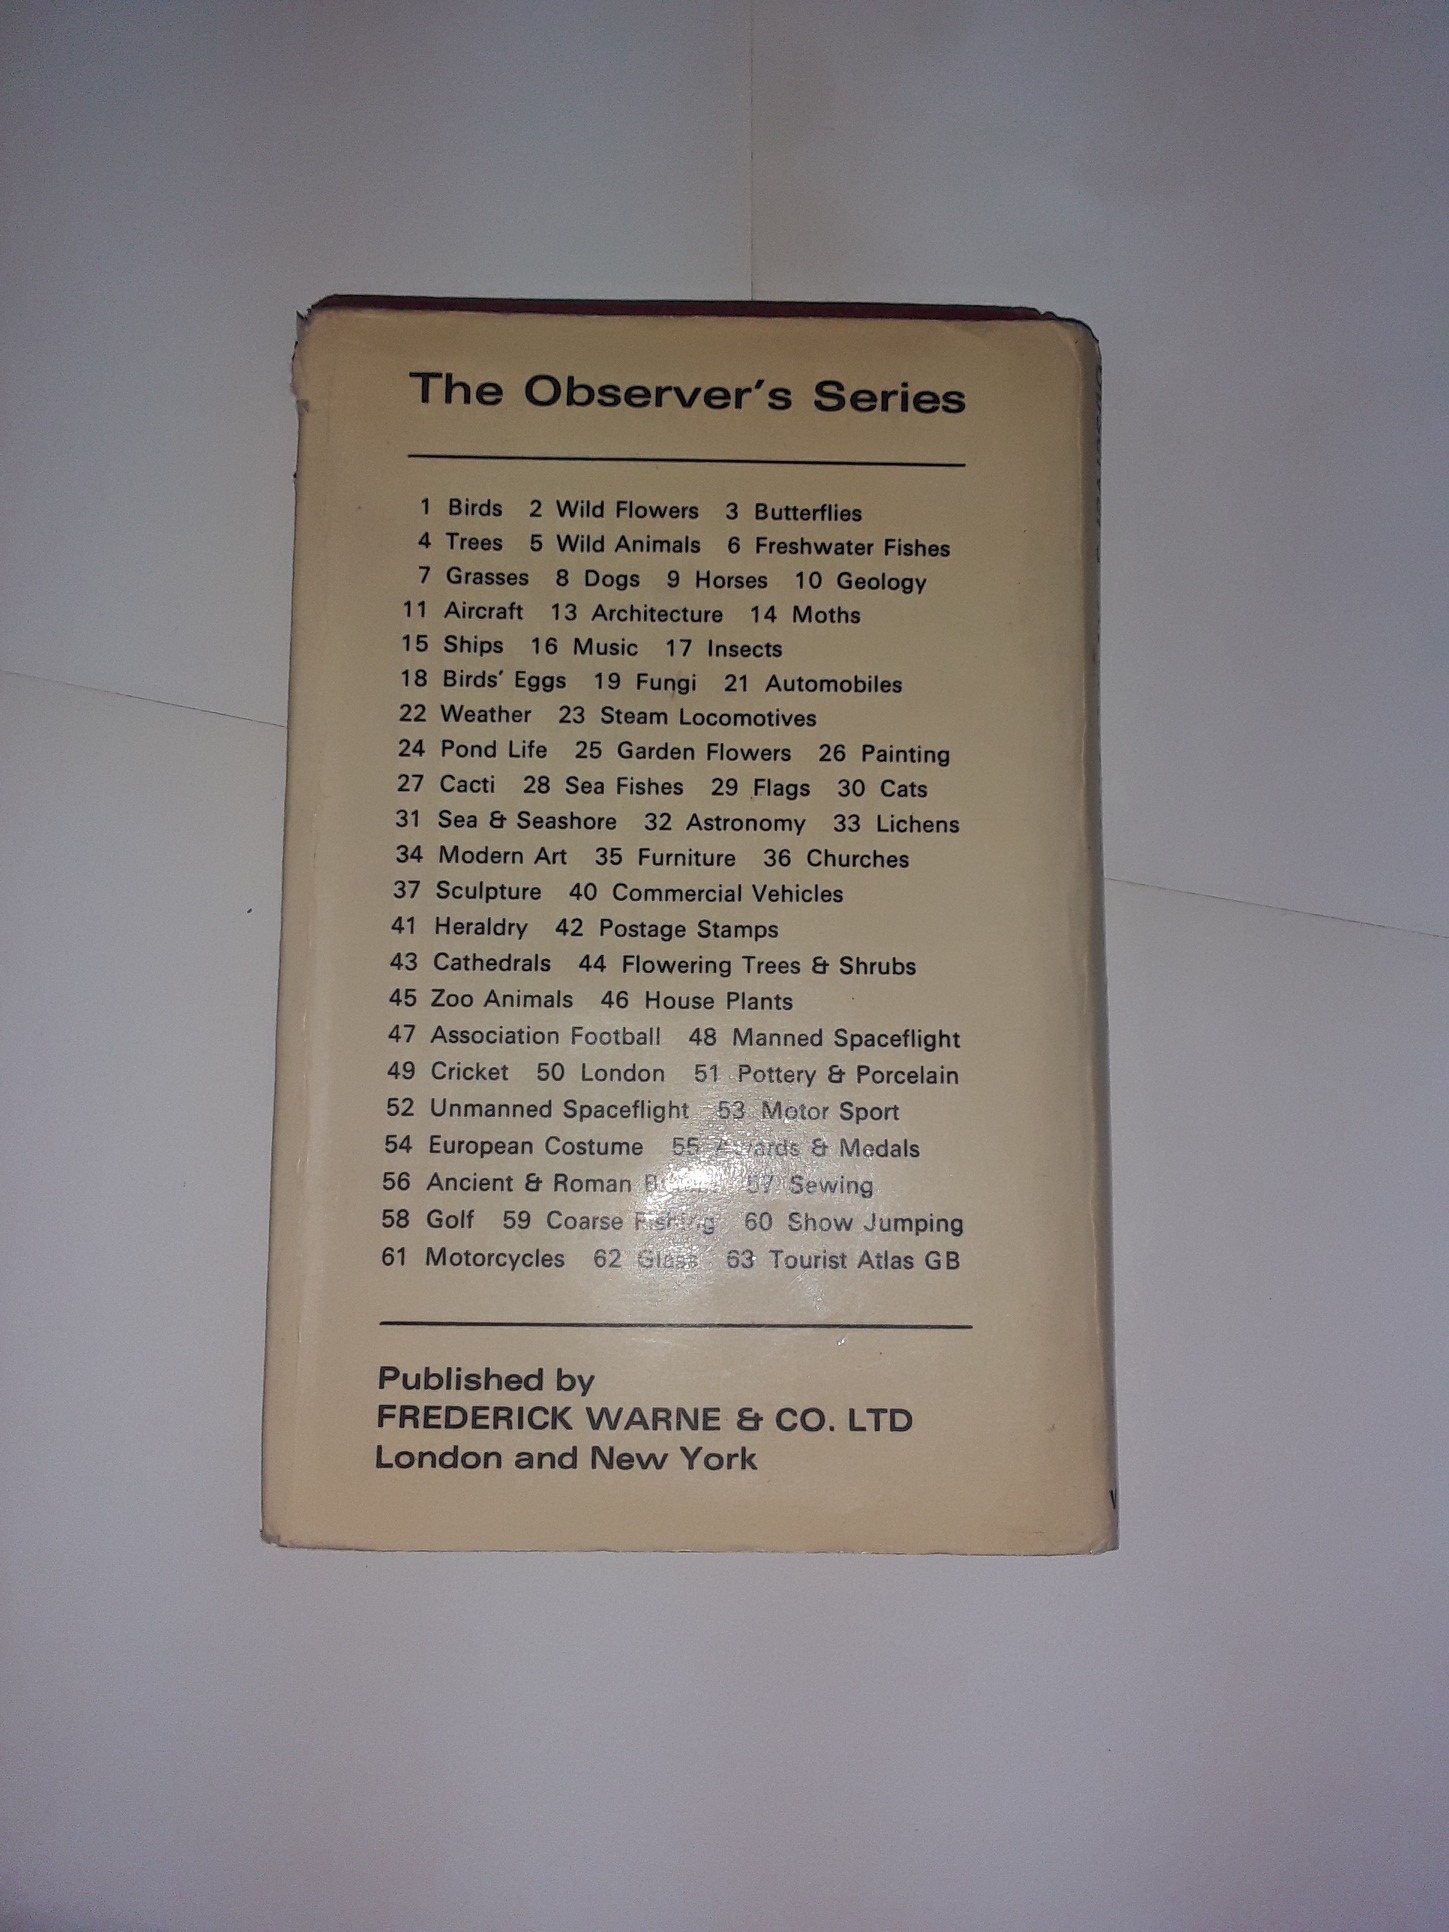 The Observer's Series
1 Birds 2 Wild Flowers 3 Butterflies
4 Trees 5 Wild Animals 6 Freshwater Fishes
7 Grasses 8 Dogs 9 Horses 10 Geology
11 Aircraft 13 Architecture 14 Moths
15 Ships 16 Music 17 Insects
18 Birds' Eggs 19 Fungi 21 Automobiles
22 Weather 23 Steam Locomotives
24 Pond Life 25 Garden Flowers 26 Painting
27 Cacti 28 Sea Fishes 29 Flags 30 Cats
31 Sea & Seashore 32 Astronomy 33 Lichens
34 Modern Art 35 Furniture 36 Churches
37 Sculpture 40 Commercial Vehicles
41 Heraldry 42 Postage Stamps
43 Cathedrals 44 Flowering Trees & Shrubs
45 Zoo Animals 46 House Plants
47 Association Football 48 Manned Spaceflight
49 Cricket 50 London 51 Pottery & Porcelain
52 Unmanned Spaceflight 53 Motor Sport
54 European Costume 55 Awards & Medals
56 Ancient & Roman 57 Sewing
58 Golf 59 Coarse Fishing 60 Show Jumping
61 Motorcycles 62 Glass 63 Tourist Atlas GB
Published by
FREDERICK WARNE & CO. LTD
London and New York